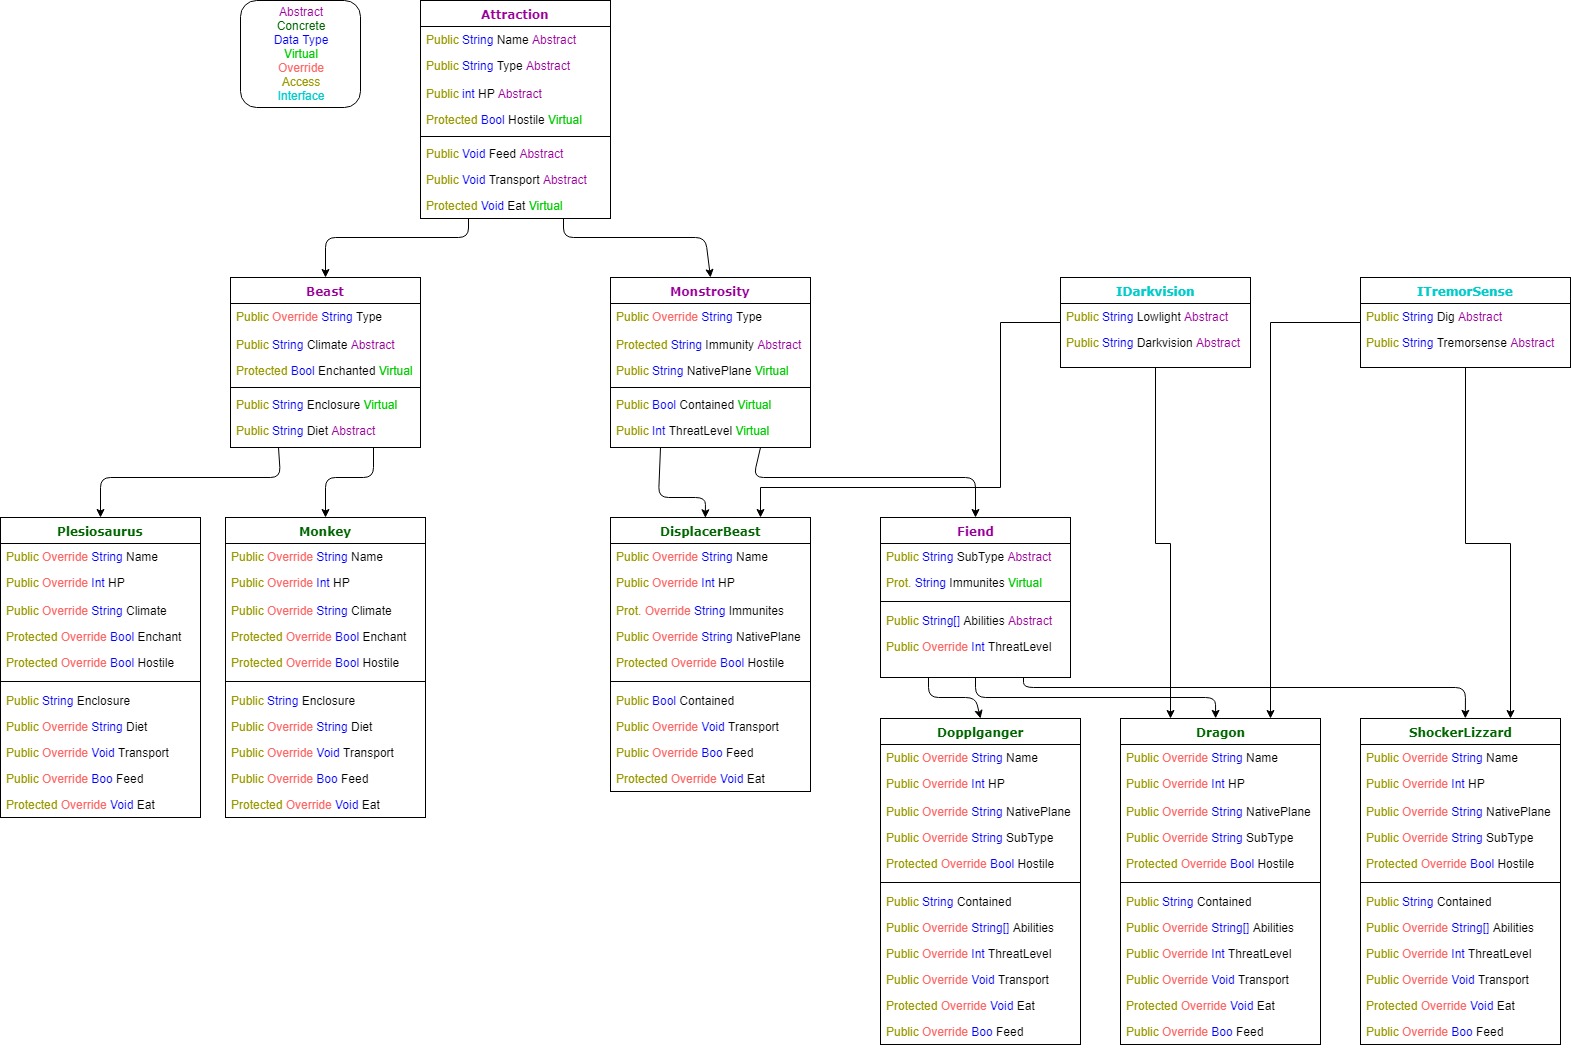 Abstract
Concrete
Data Type
Virtual
Override
Access
Interface
Attraction
Public String Name Abstract
Public String Type Abstract
Public int HP Abstract
Protected Bool Hostile Virtual
Public Void Feed Abstract
Public Void Transport Abstract
Protected Void Eat Virtual
Beast
Public Override String Type
Public String Climate Abstract
Protected Bool Enchanted Virtual
Public String Enclosure Virtual
Public String Diet Abstract
Monstrosity
Public Override String Type
Protected String Immunity Abstract
Public String NativePlane Virtual
Public Bool Contained Virtual
Public Int ThreatLevel Virtual
IDarkvision
Public String Lowlight Abstract
Public String Darkvision Abstract
ITremorSense
Public String Dig Abstract
Public String Tremorsense Abstract
Plesiosaurus
Public Override String Name
Public Override Int HP
Public Override String Climate
Protected Override Bool Enchant
Protected Override Bool Hostile
Public String Enclosure
Public Override String Diet
Public Override Void Transport
Public Override Boo Feed
Protected Override Void Eat
Monkey
Public Override String Name
Public Override Int HP
Public Override String Climate
Protected Override Bool Enchant
Protected Override Bool Hostile
Public String Enclosure
Public Override String Diet
Public Override Void Transport
Public Override Boo Feed
Protected Override Void Eat
DisplacerBeast
Public Override String Name
Public Override Int HP
Prot. Override String Immunites
Public Override String NativePlane
Protected Override Bool Hostile
Public Bool Contained
Public Override Void Transport
Public Override Boo Feed
Protected Override Void Eat
Fiend
Public String SubType Abstract
Prot. String Immunites Virtual
Public String[] Abilities Abstract
Public Override Int ThreatLevel
Dopplganger
Public Override String Name
Public Override Int HP
Public Override String NativePlane
Public Override String SubType
Protected Override Bool Hostile
Public String Contained
Public Override String[] Abilities
Public Override Int ThreatLevel
Public Override Void Transport
Protected Override Void Eat
Public Override Boo Feed
Dragon
Public Override String Name
Public Override Int HP
Public Override String NativePlane
Public Override String SubType
Protected Override Bool Hostile
Public String Contained
Public Override String[] Abilities
Public Override Int ThreatLevel
Public Override Void Transport
Protected Override Void Eat
Public Override Boo Feed
ShockerLizzard
Public Override String Name
Public Override Int HP
Public Override String NativePlane
Public Override String SubType
Protected Override Bool Hostile
Public String Contained
Public Override String[] Abilities
Public Override Int ThreatLevel
Public Override Void Transport
Protected Override Void Eat
Public Override Boo Feed